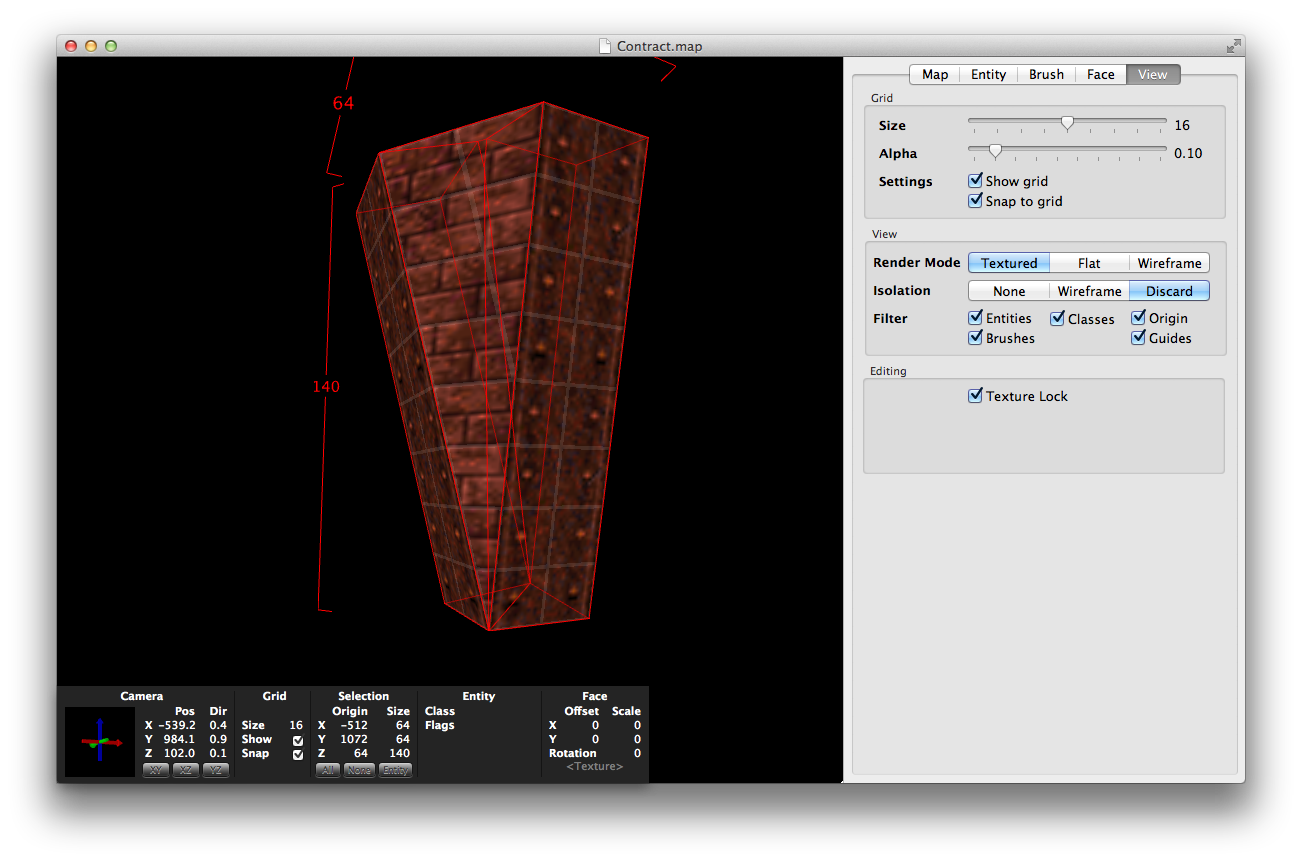 Contract.map
Map Entity Brush Face View
Grid
Size 16
Alpha 0.10
Settings Show grid
Snap to grid
View
Render Mode Textured Flat Wireframe
Isolation None Wireframe Discard
Filter Entities Classes Origin
Brushes Guides
Editing
Texture Lock
64
140
Camera
Pos Dir
X -539.2 0.4
Y 984.1 0.9
Z 102.0 0.1
XY XZ YZ
Grid
Size 16
Show
Snap
Selection
Origin Size
X -512 64
Y 1072 64
Z 64 140
All None Entity
Entity
Class
Flags
Face
Offset Scale
X 0 0
Y 0 0
Rotation 0
<Texture>